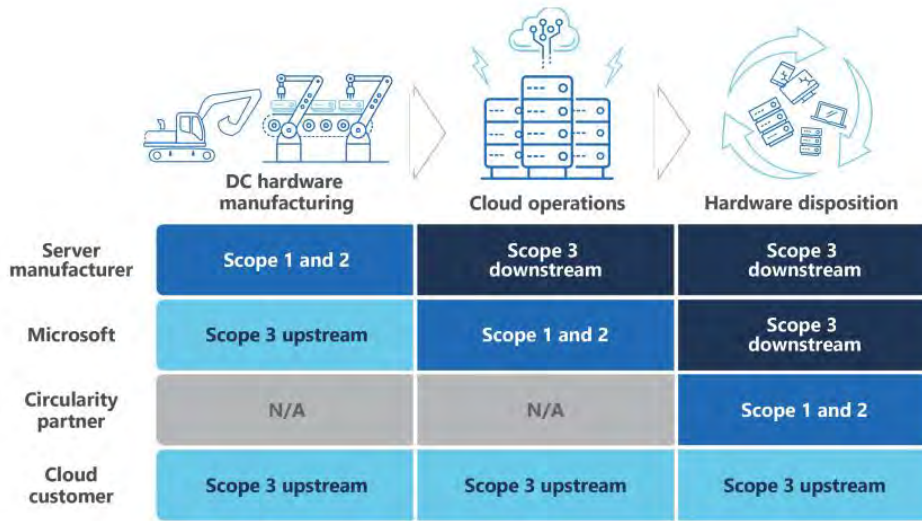 DC hardware
manufacturing
Cloud operations
Hardware disposition
Server
manufacturer
Scope 1 and 2
Scope 3
downstream
Scope 3
downstream
Microsoft
Scope 3 upstream
Scope 1 and 2
Scope 3
downstream
Circularity
partner
N/A
N/A
Scope 1 and 2
Cloud
customer
Scope 3 upstream
Scope 3 upstream
Scope 3 upstream